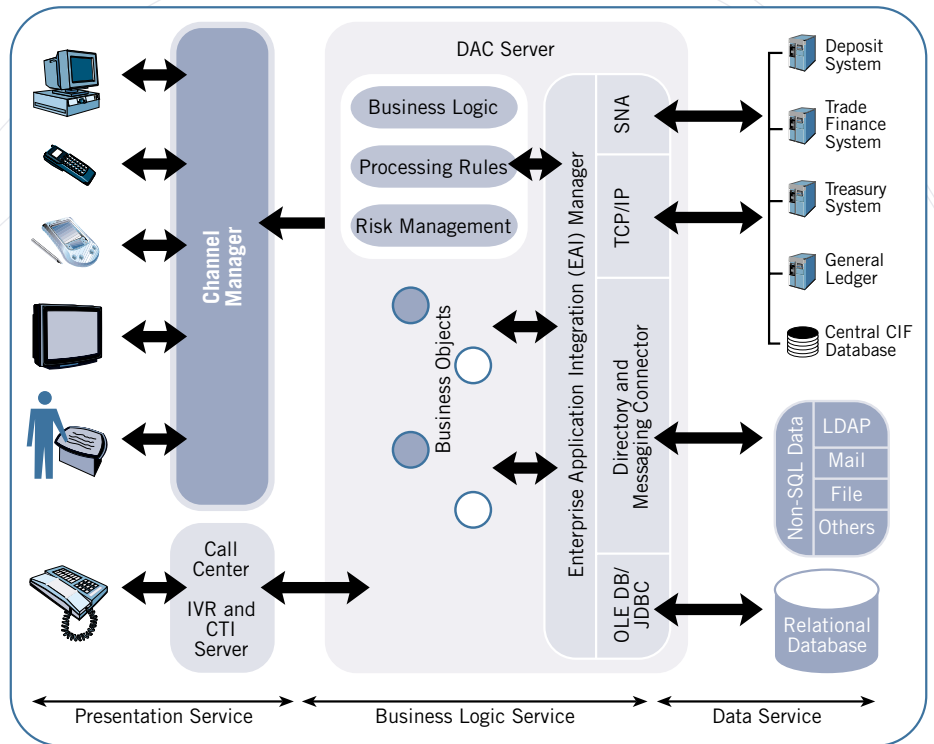 DAC Server
Channel
Manager
Business Logic
Processing Rules
Risk Management
Business Objects
Enterprise Application Integration (EAI) Manager
SNA
TCP/IP
Directory and
Messaging Connector
OLE DB/
JDBC
Deposit
System
Trade
Finance
System
Treasury
System
General
Ledger
Central CIF
Database
Non-SQL Data
LDAP
Mail
File
Others
Relational
Database
Call
Center
IVR and
CTI
Server
Presentation Service
Business Logic Service
Data Service